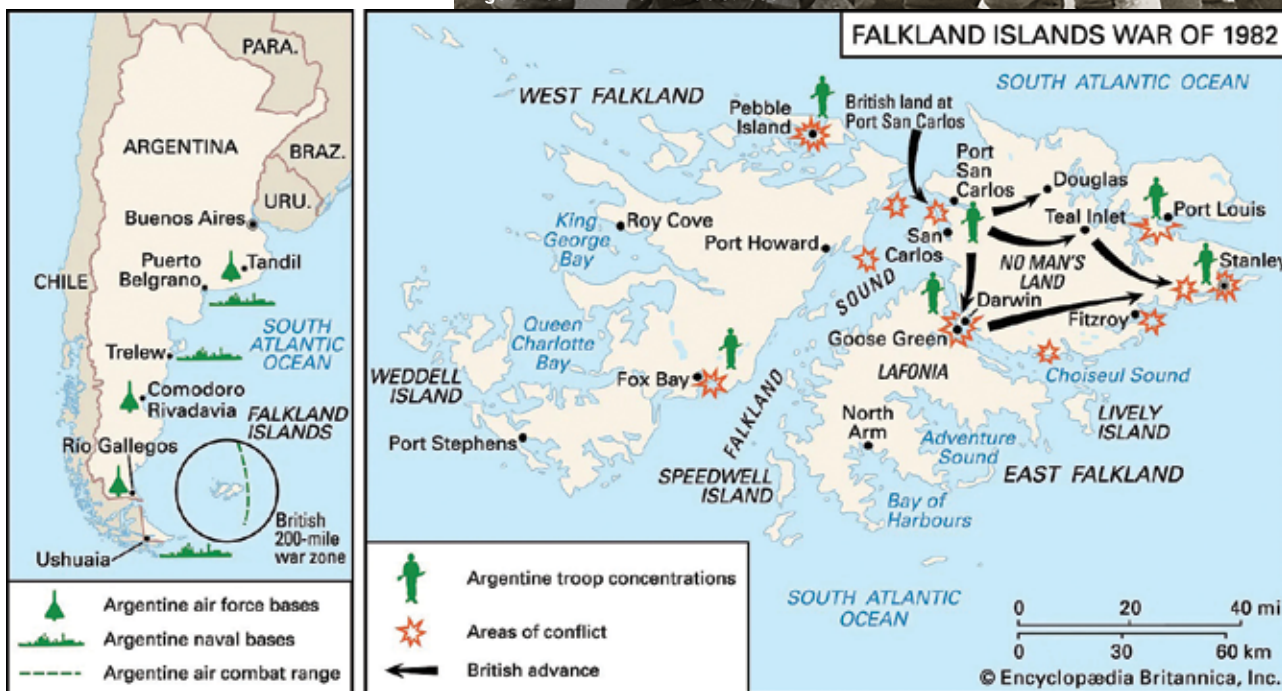 PARA.
ARGENTINA
BRAZ.
URU.
Buenos Aires
Puerto
Belgrano
Tandil
CHILE
SOUTH
ATLANTIC
OCEAN
Trelew
Comodoro
Rivadavia
FALKLAND
ISLANDS
Río Gallegos
British
200-mile
war zone
Ushuaia
Argentine air force bases
Argentine naval bases
Argentine air combat range
FALKLAND ISLANDS WAR OF 1982
SOUTH ATLANTIC OCEAN
WEST FALKLAND
Pebble
Island
British land at
Port San Carlos
Port
San
Carlos
Douglas
Teal Inlet
Port Louis
King
George
Bay
Roy Cove
Port Howard
San
Carlos
NO MAN'S
LAND
Stanley
SOUND
Darwin
Fitzroy
Queen
Charlotte
Bay
Goose Green
LAFONIA
Choiseul Sound
WEDDELL
ISLAND
Fox Bay
FALKLAND
LIVELY
ISLAND
North
Arm
Adventure
Sound
Port Stephens
SPEEDWELL
ISLAND
EAST FALKLAND
Bay of
Harbours
Argentine troop concentrations
Areas of conflict
British advance
SOUTH ATLANTIC
OCEAN
0 20 40 mi
0 30 60 km
© Encyclopædia Britannica, Inc.